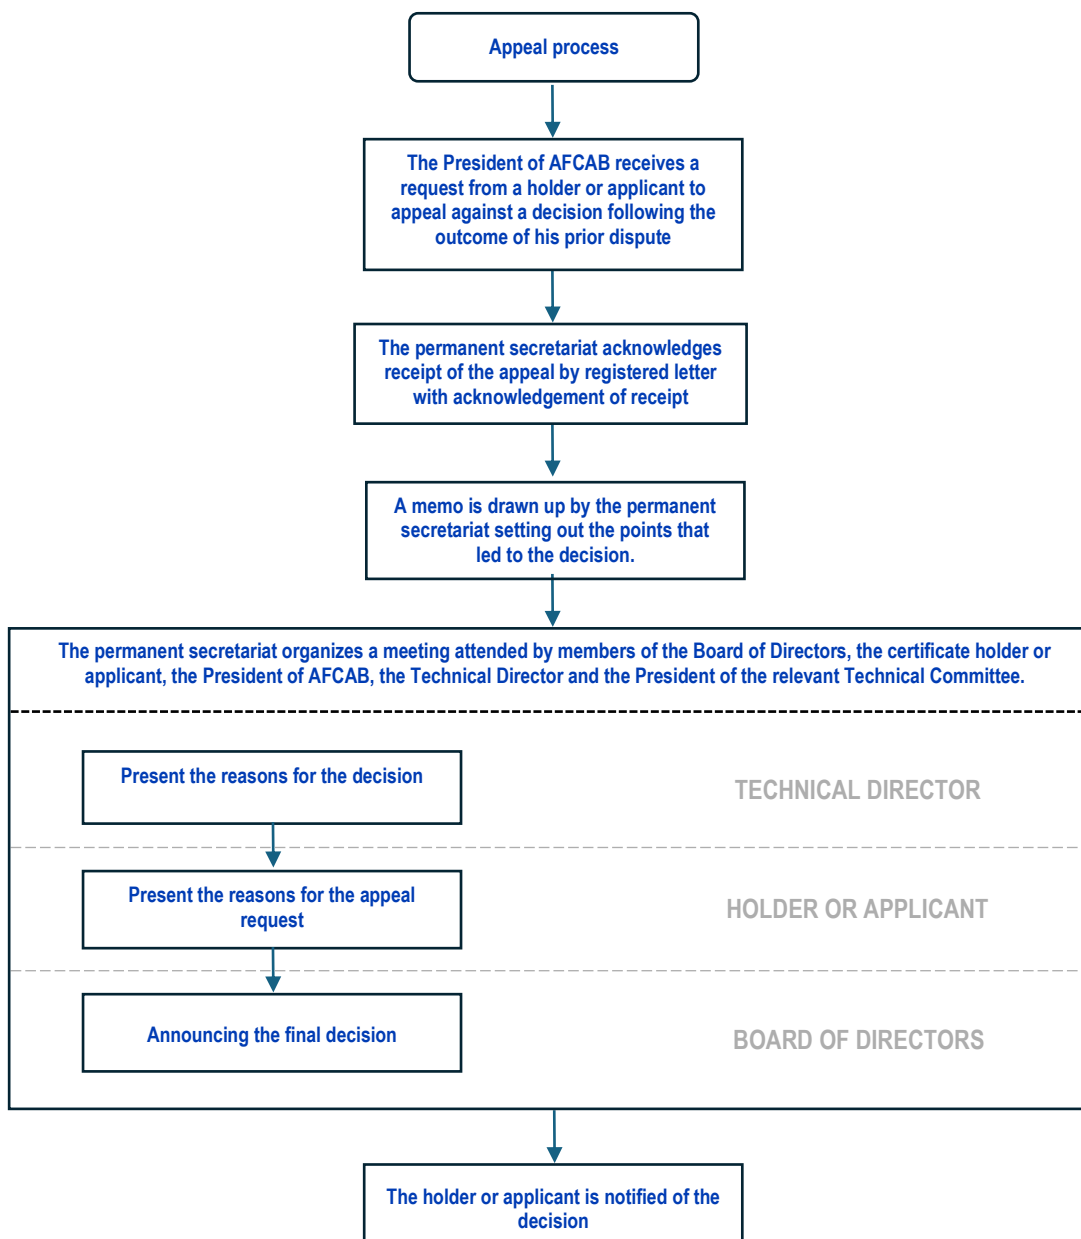 Appeal process
The President of AFCAB receives a
request from a holder or applicant to
appeal against a decision following the
outcome of his prior dispute
The permanent secretariat acknowledges
receipt of the appeal by registered letter
with acknowledgement of receipt
A memo is drawn up by the permanent
secretariat setting out the points that
led to the decision.
The permanent secretariat organizes a meeting attended by members of the Board of Directors, the certificate holder or
applicant, the President of AFCAB, the Technical Director and the President of the relevant Technical Committee.
Present the reasons for the decision
TECHNICAL DIRECTOR
Present the reasons for the appeal
request
HOLDER OR APPLICANT
Announcing the final decision
BOARD OF DIRECTORS
The holder or applicant is notified of the
decision